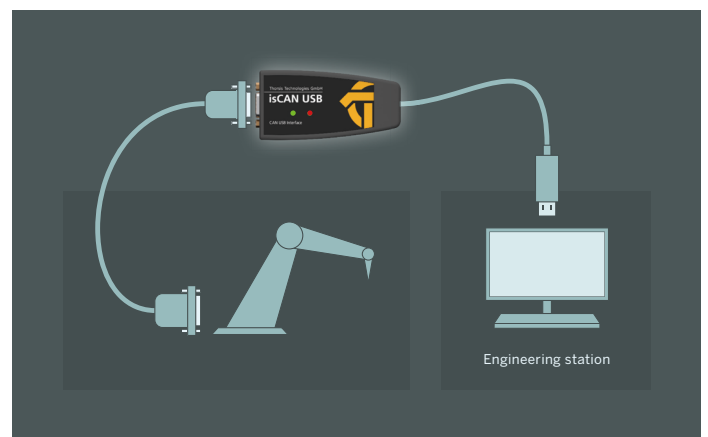 Thorsis Technologies GmbH
isCAN USB
CAN USB Interface
Engineering station